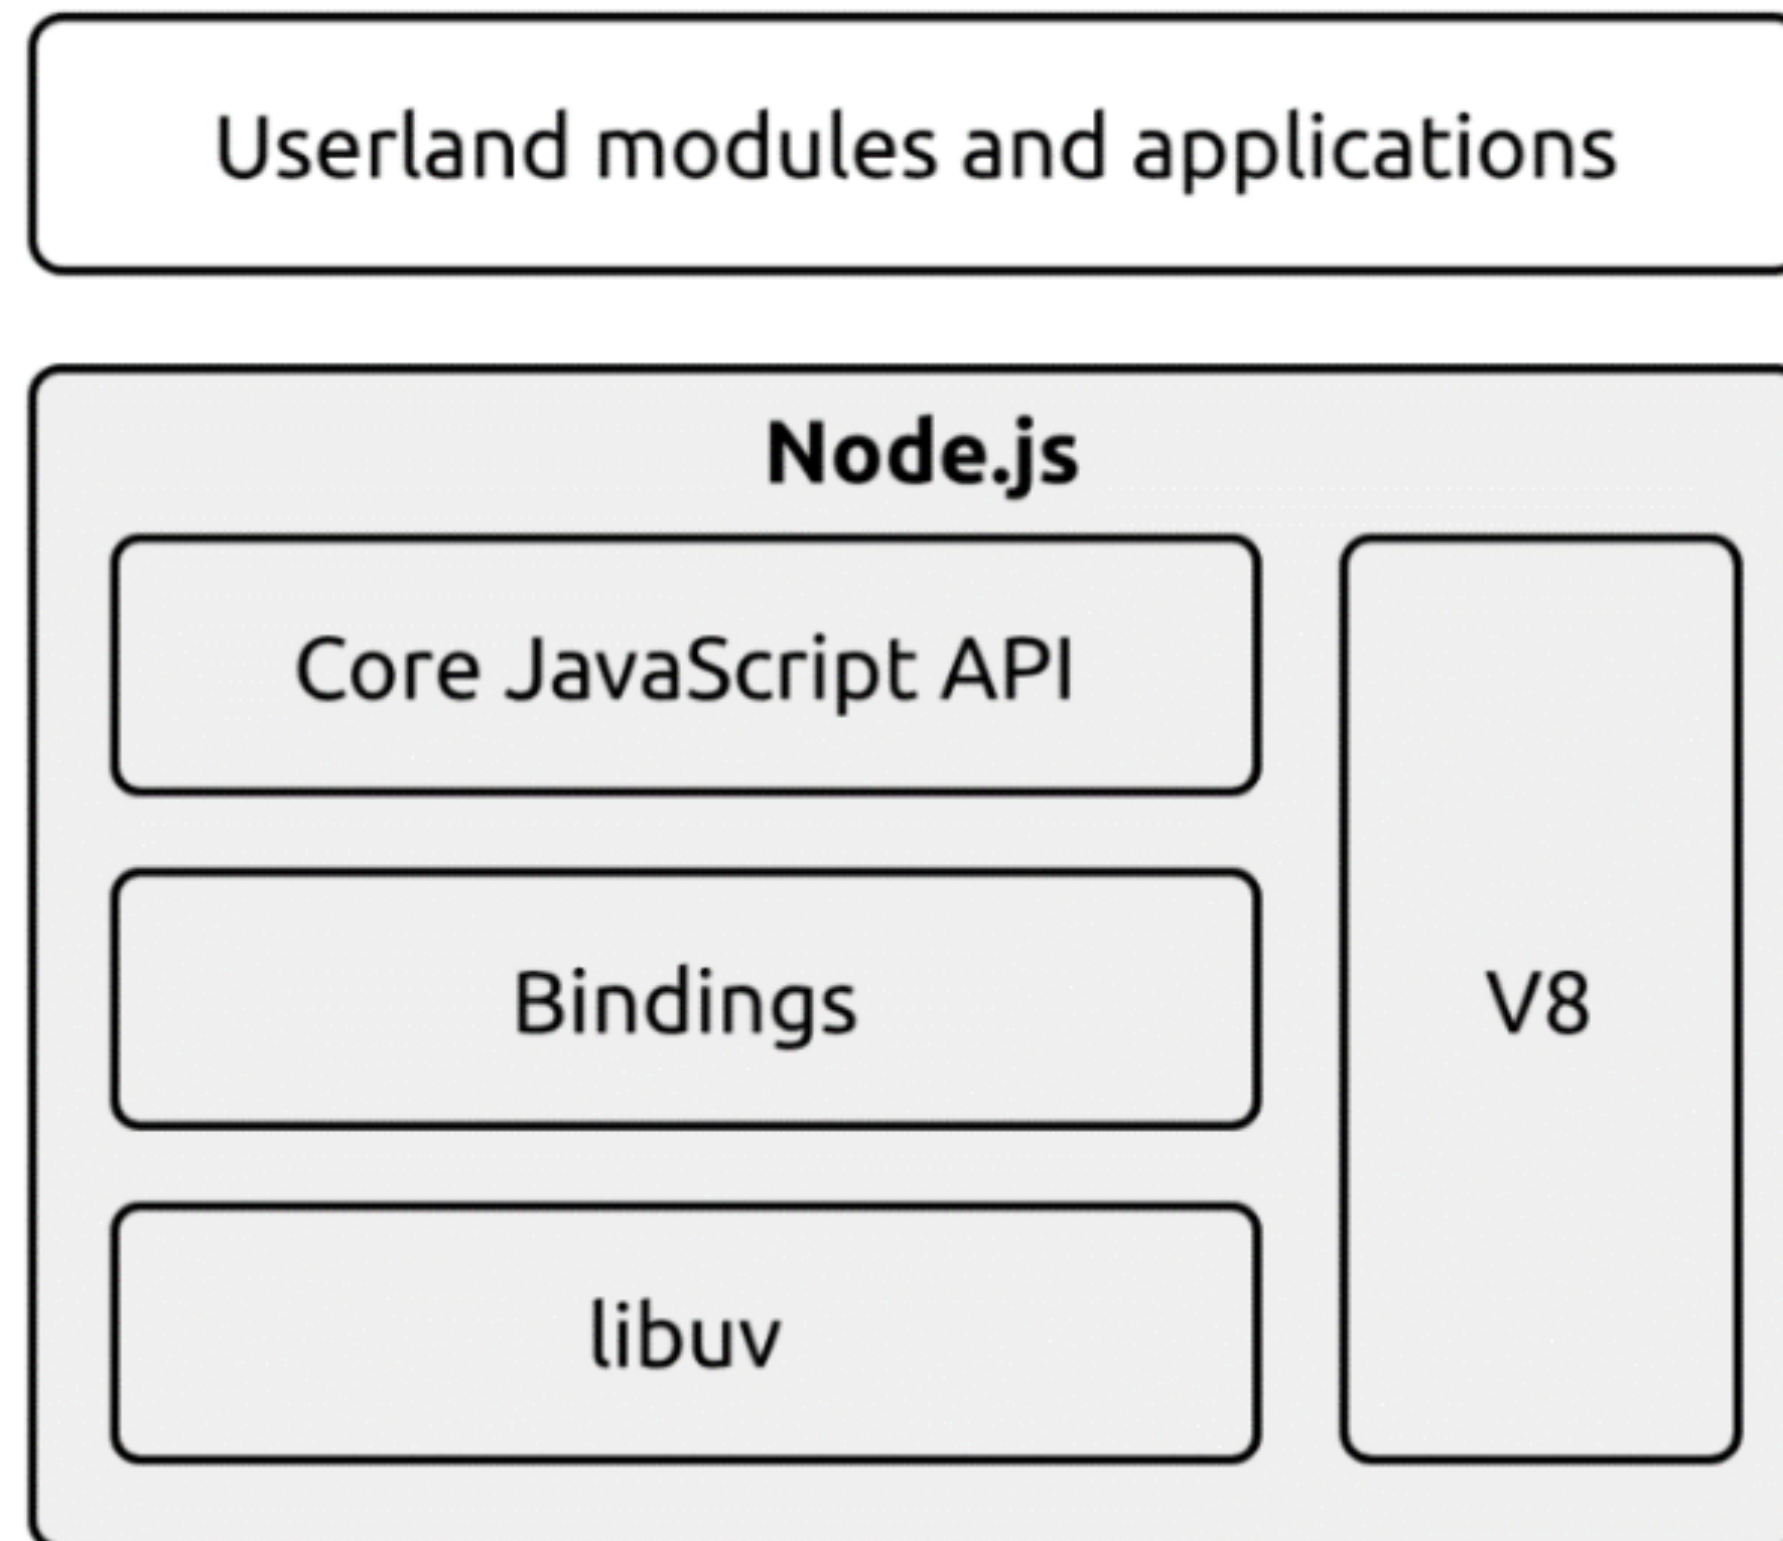 Userland modules and applications
Node.js
Core JavaScript API
Bindings
V8
libuv